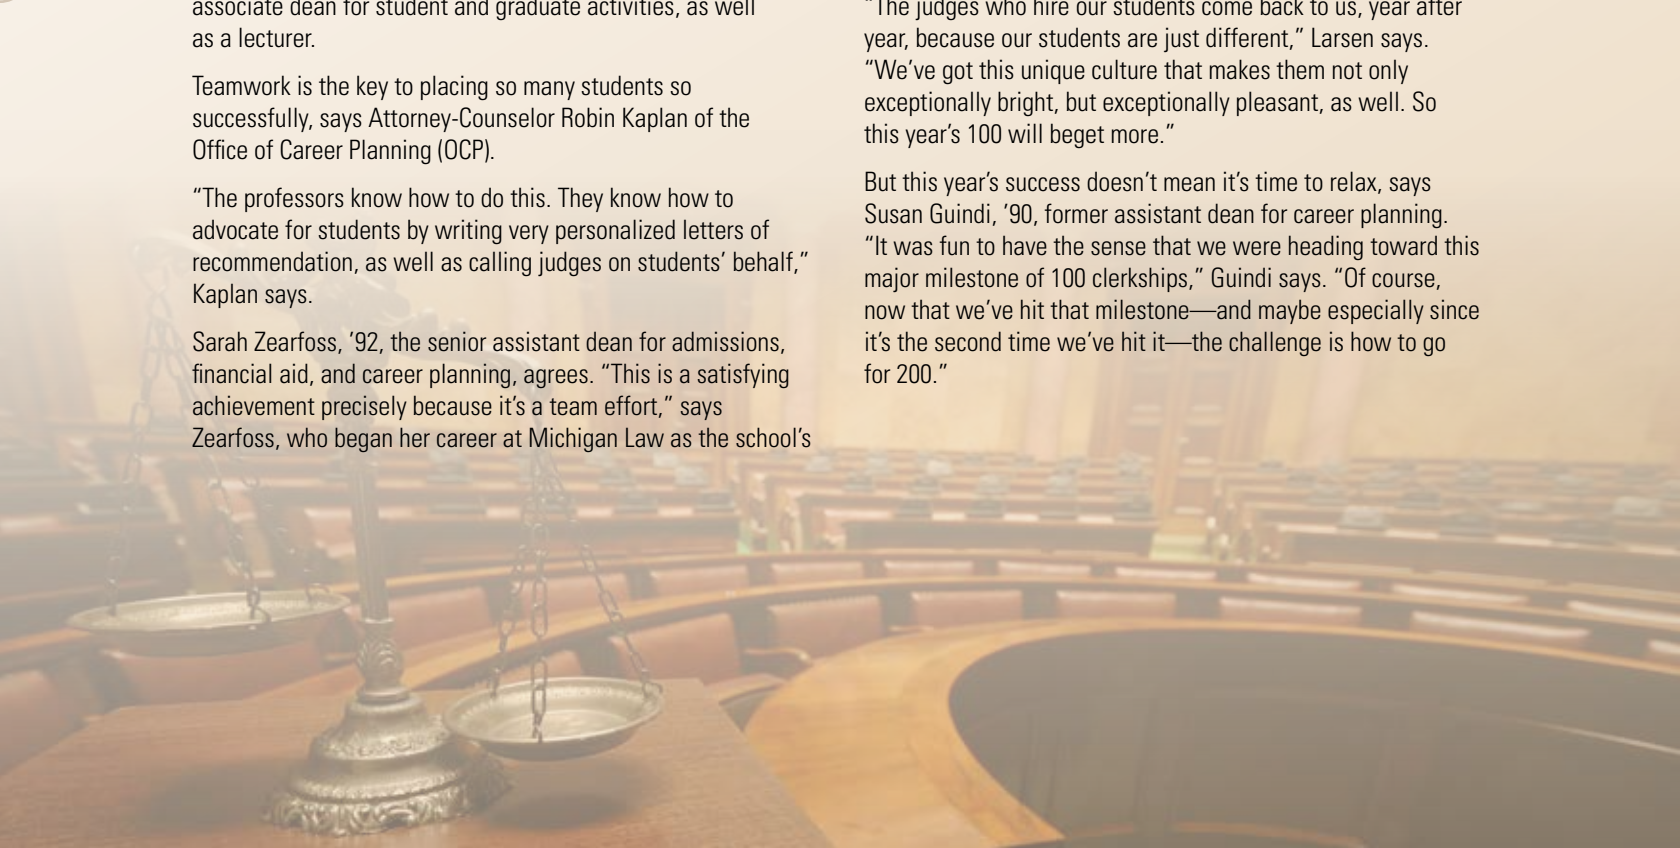 associate dean for student and graduate activities, as well
as a lecturer.
Teamwork is the key to placing so many students so
successfully, says Attorney-Counselor Robin Kaplan of the
Office of Career Planning (OCP).
“The professors know how to do this. They know how to
advocate for students by writing very personalized letters of
recommendation, as well as calling judges on students’ behalf,”
Kaplan says.
Sarah Zearfoss, ’92, the senior assistant dean for admissions,
financial aid, and career planning, agrees. “This is a satisfying
achievement precisely because it’s a team effort,” says
Zearfoss, who began her career at Michigan Law as the school’s
“The judges who hire our students come back to us, year after
year, because our students are just different,” Larsen says.
“We’ve got this unique culture that makes them not only
exceptionally bright, but exceptionally pleasant, as well. So
this year’s 100 will beget more.”
But this year’s success doesn’t mean it’s time to relax, says
Susan Guindi, ’90, former assistant dean for career planning.
“It was fun to have the sense that we were heading toward this
major milestone of 100 clerkships,” Guindi says. “Of course,
now that we’ve hit that milestone—and maybe especially since
it’s the second time we’ve hit it—the challenge is how to go
for 200.”